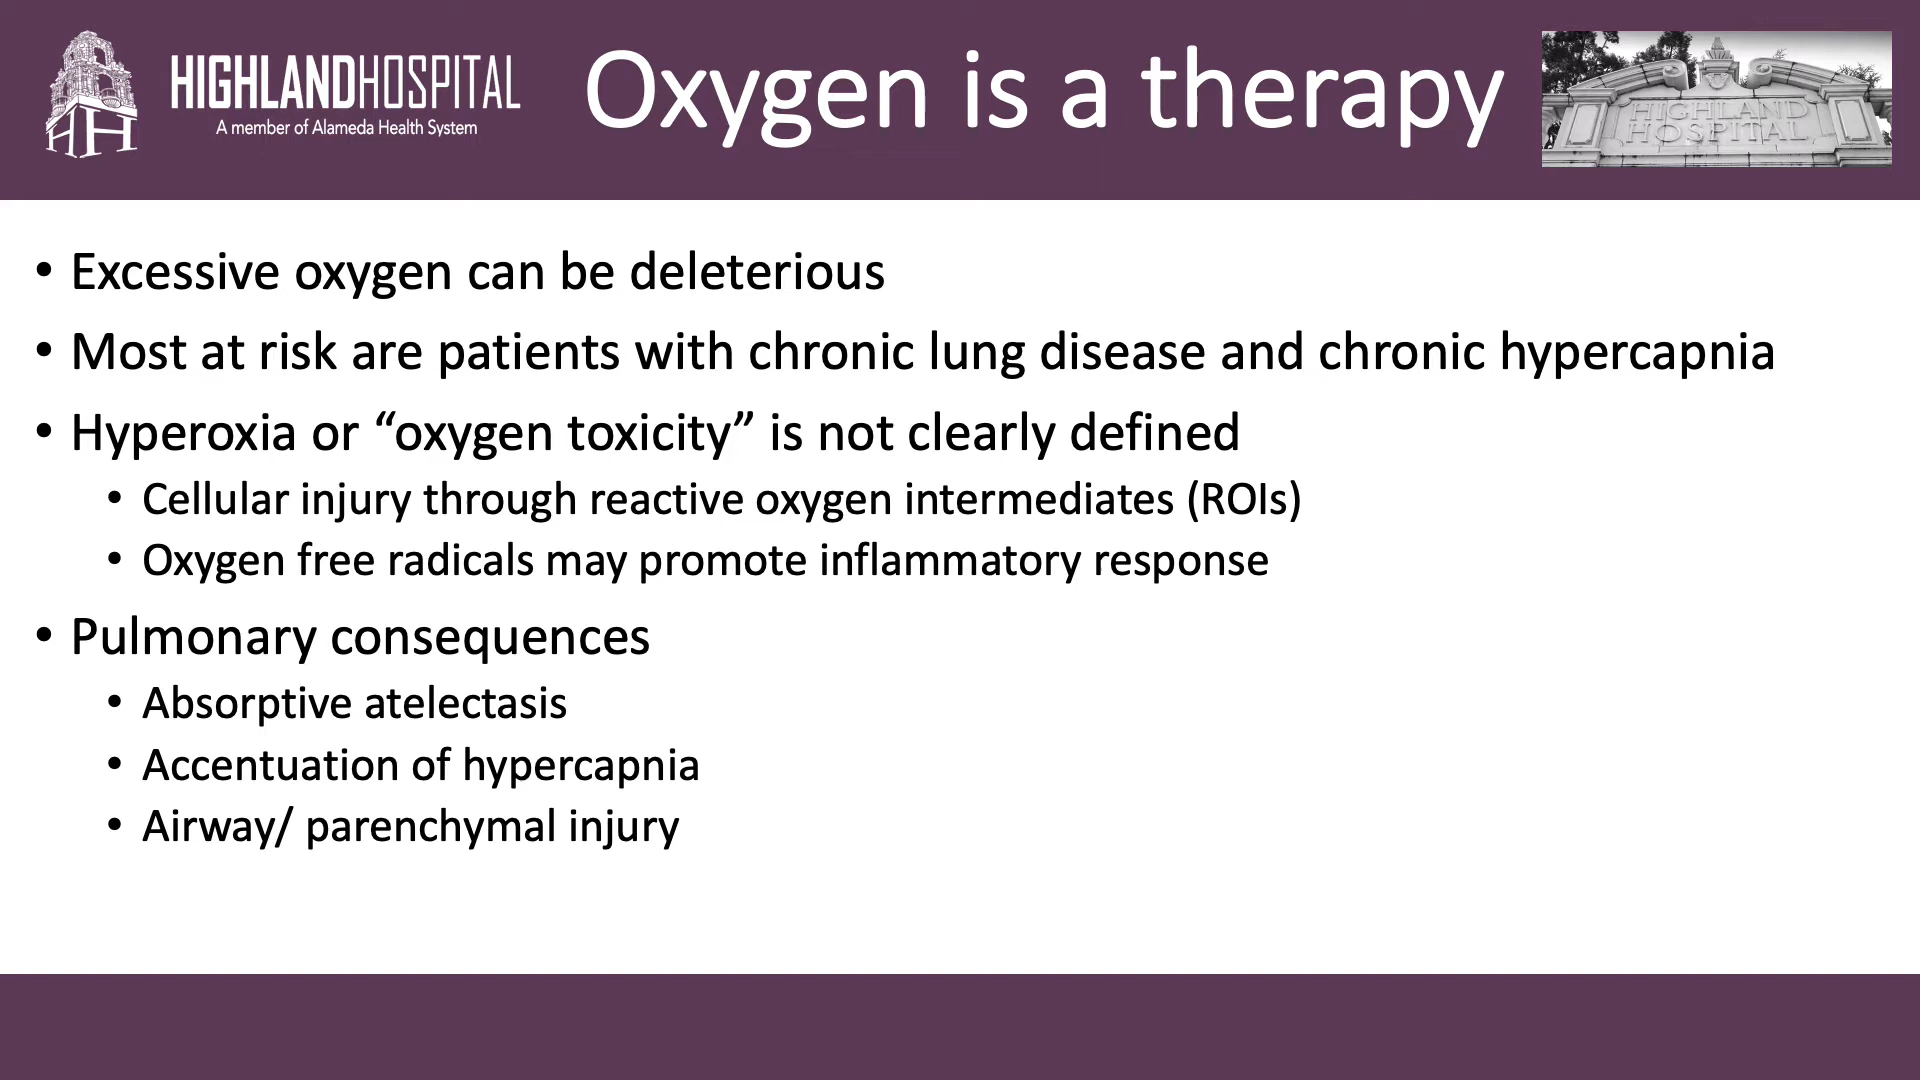 HIGHLANDHOSPITAL
A member of Alameda Health System
Oxygen is a therapy
HIGHLAND
HOSPITAL
• Excessive oxygen can be deleterious
• Most at risk are patients with chronic lung disease and chronic hypercapnia
• Hyperoxia or “oxygen toxicity” is not clearly defined
• Cellular injury through reactive oxygen intermediates (ROIs)
• Oxygen free radicals may promote inflammatory response
• Pulmonary consequences
• Absorptive atelectasis
• Accentuation of hypercapnia
• Airway/ parenchymal injury